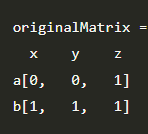 originalMatrix =
x y z
a[0, 0, 1]
b[1, 1, 1]